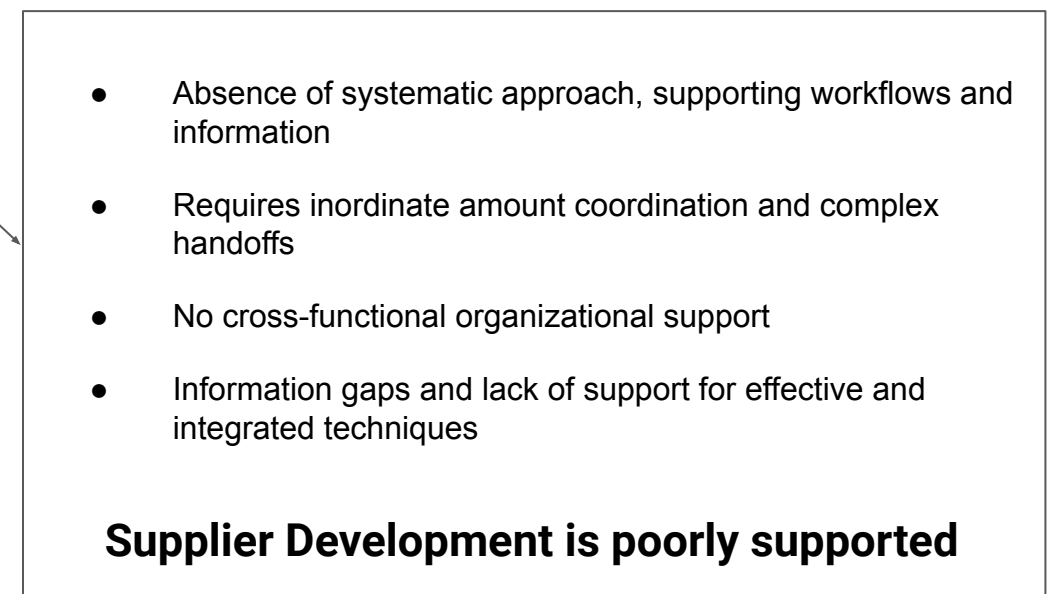 ● Absence of systematic approach, supporting workflows and
information
● Requires inordinate amount coordination and complex
handoffs
● No cross-functional organizational support
● Information gaps and lack of support for effective and
integrated techniques
Supplier Development is poorly supported